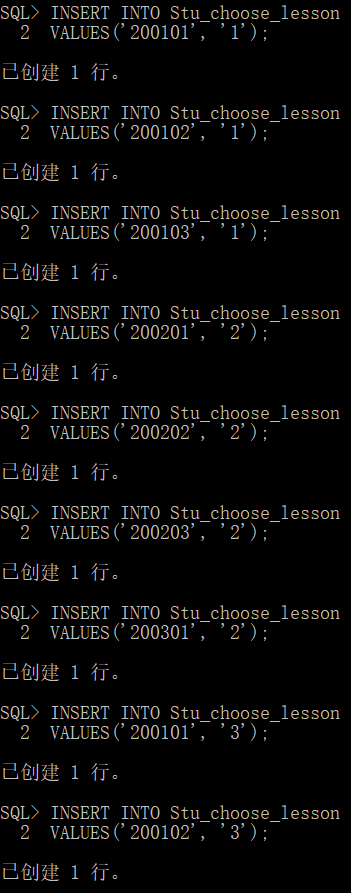 SQL> INSERT INTO Stu_choose_lesson
  2  VALUES('200101', '1');
已创建 1 行。
SQL> INSERT INTO Stu_choose_lesson
  2  VALUES('200102', '1');
已创建 1 行。
SQL> INSERT INTO Stu_choose_lesson
  2  VALUES('200103', '1');
已创建 1 行。
SQL> INSERT INTO Stu_choose_lesson
  2  VALUES('200201', '2');
已创建 1 行。
SQL> INSERT INTO Stu_choose_lesson
  2  VALUES('200202', '2');
已创建 1 行。
SQL> INSERT INTO Stu_choose_lesson
  2  VALUES('200203', '2');
已创建 1 行。
SQL> INSERT INTO Stu_choose_lesson
  2  VALUES('200301', '2');
已创建 1 行。
SQL> INSERT INTO Stu_choose_lesson
  2  VALUES('200101', '3');
已创建 1 行。
SQL> INSERT INTO Stu_choose_lesson
  2  VALUES('200102', '3');
已创建 1 行。